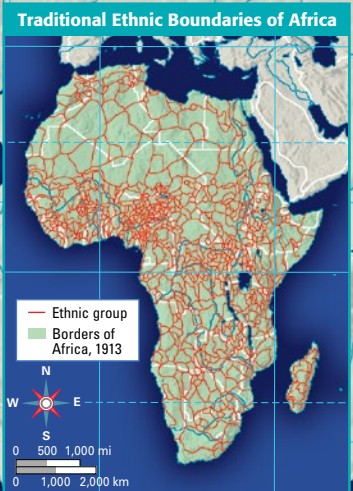 Traditional Ethnic Boundaries of Africa
Ethnic group
Borders of
Africa, 1913
N
W E
S
0 500 1,000 mi
0 1,000 2,000 km